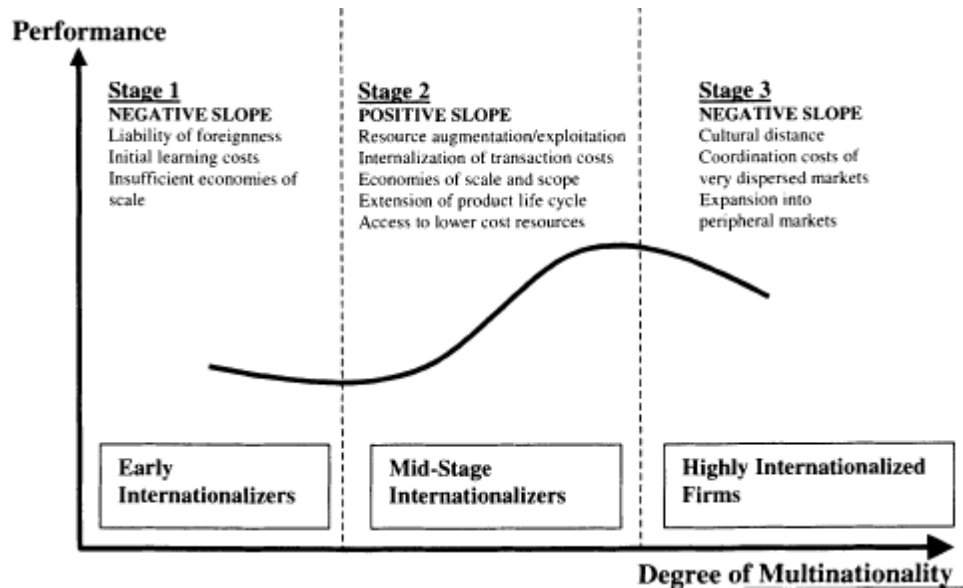 Performance
Stage 1
NEGATIVE SLOPE
Liability of foreignness
Initial learning costs
Insufficient economies of
scale
Stage 2
POSITIVE SLOPE
Resource augmentation/exploitation
Internalization of transaction costs
Economies of scale and scope
Extension of product life cycle
Access to lower cost resources
Stage 3
NEGATIVE SLOPE
Cultural distance
Coordination costs of
very dispersed markets
Expansion into
peripheral markets
Early
Internationalizers
Mid-Stage
Internationalizers
Highly Internationalized
Firms
Degree of Multinationality